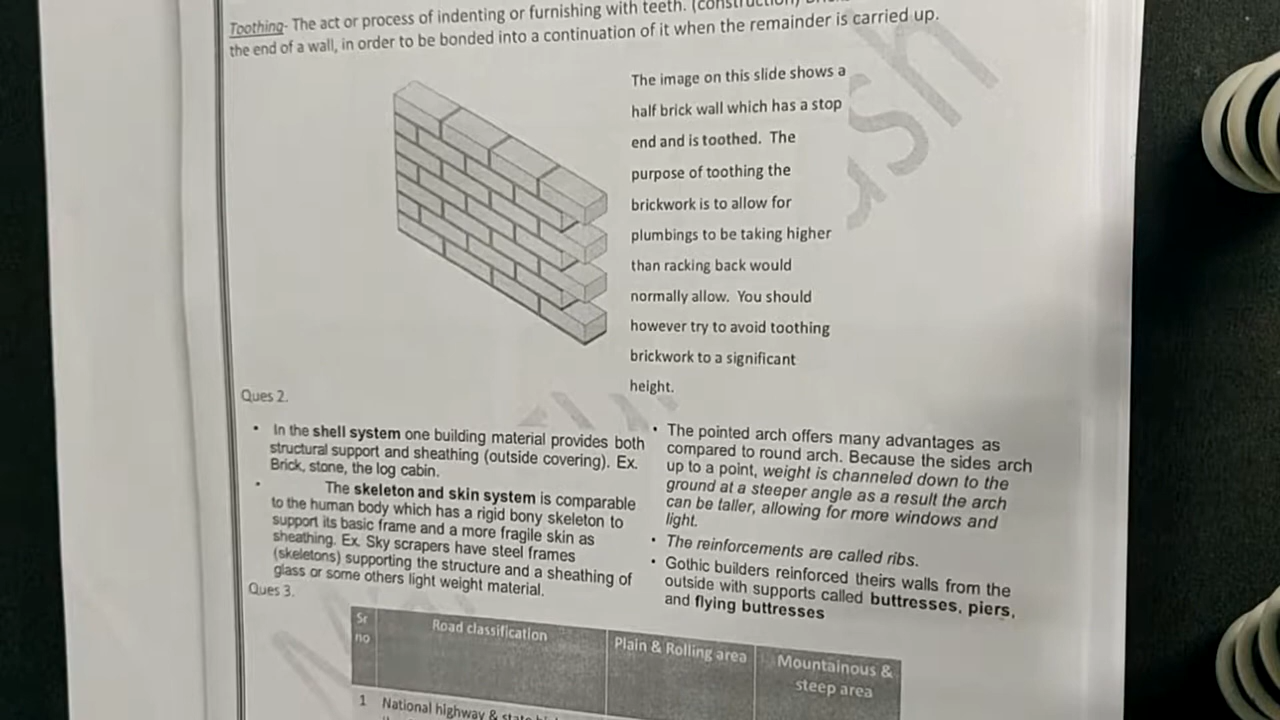 Toothing- The act or process of indenting or furnishing with teeth. (construction)
the end of a wall, in order to be bonded into a continuation of it when the remainder is carried up.
The image on this slide shows a
half brick wall which has a stop
end and is toothed. The
purpose of toothing the
brickwork is to allow for
plumbings to be taking higher
than racking back would
normally allow. You should
however try to avoid toothing
brickwork to a significant
height.
Ques 2.
• In the shell system one building material provides both
structural support and sheathing (outside covering). Ex.
Brick, stone, the log cabin.
• The skeleton and skin system is comparable
to the human body which has a rigid bony skeleton to
support its basic frame and a more fragile skin as
sheathing. Ex. Sky scrapers have steel frames
(skeletons) supporting the structure and a sheathing of
glass or some others light weight material.
• The pointed arch offers many advantages as
compared to round arch. Because the sides arch
up to a point, weight is channeled down to the
ground at a steeper angle as a result the arch
can be taller, allowing for more windows and
light.
• The reinforcements are called ribs.
• Gothic builders reinforced theirs walls from the
outside with supports called buttresses, piers,
and flying buttresses
Ques 3.
Sr no
Road classification
Plain & Rolling area
Mountainous &
steep area
1 National highway & state